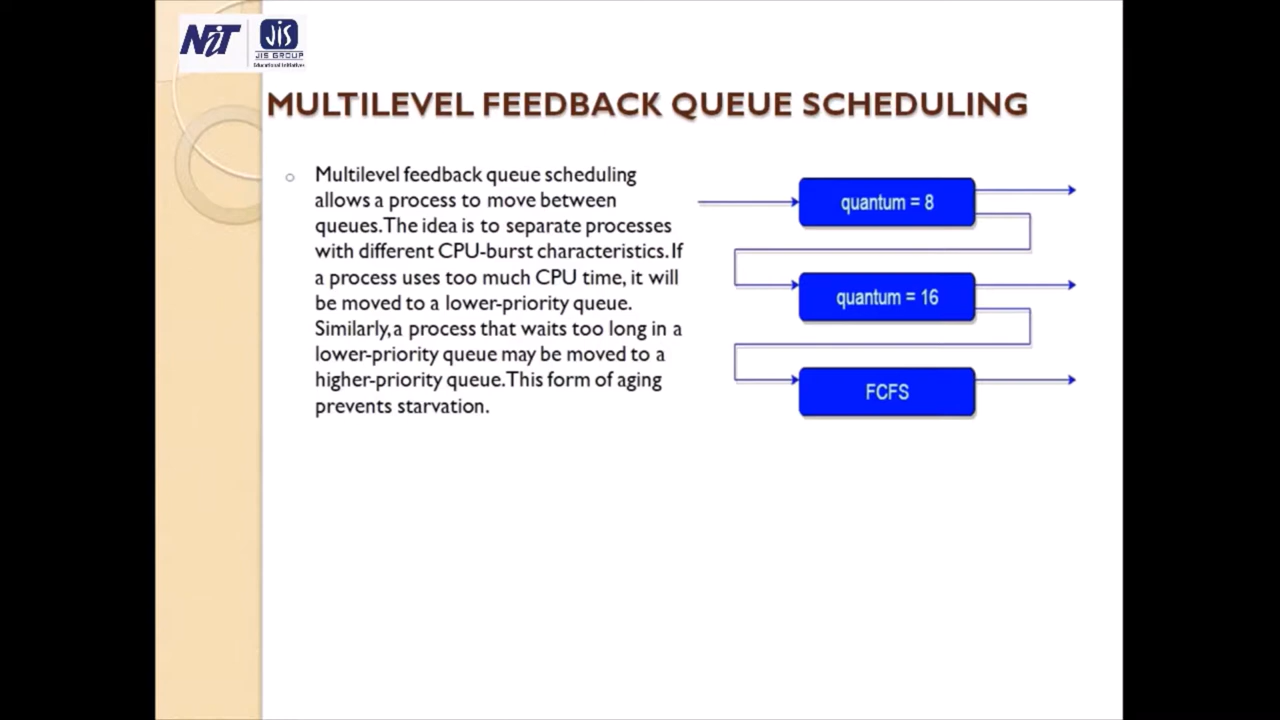 NiT
JIS
JIS GROUP
Educational Initiatives
MULTILEVEL FEEDBACK QUEUE SCHEDULING
Multilevel feedback queue scheduling
allows a process to move between
queues. The idea is to separate processes
with different CPU-burst characteristics. If
a process uses too much CPU time, it will
be moved to a lower-priority queue.
Similarly, a process that waits too long in a
lower-priority queue may be moved to a
higher-priority queue. This form of aging
prevents starvation.
quantum = 8
quantum = 16
FCFS